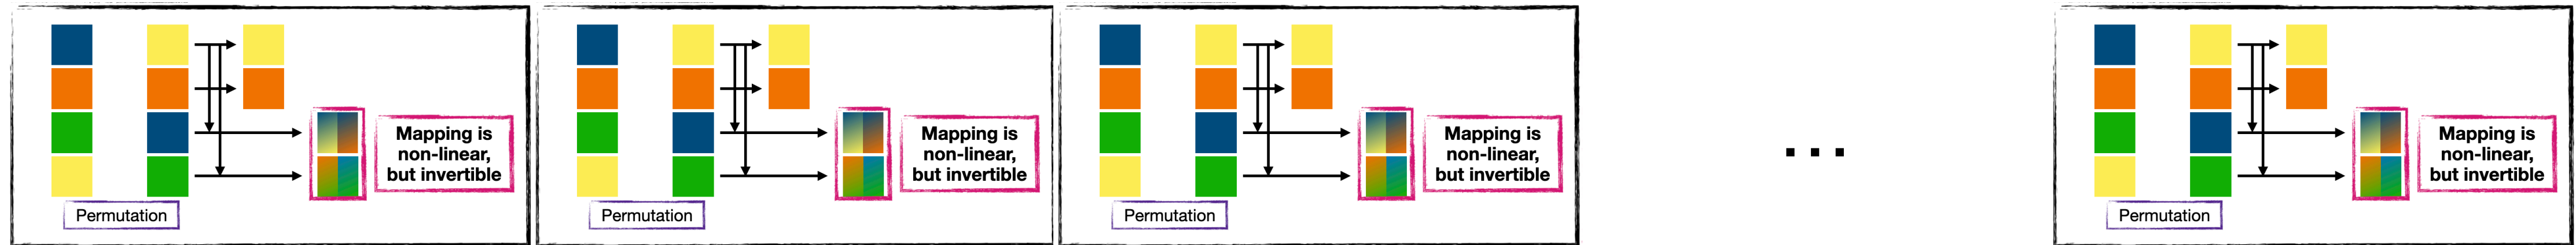 Mapping is
non-linear,
but invertible
Permutation
Mapping is
non-linear,
but invertible
Permutation
Mapping is
non-linear,
but invertible
Permutation
...
Mapping is
non-linear,
but invertible
Permutation